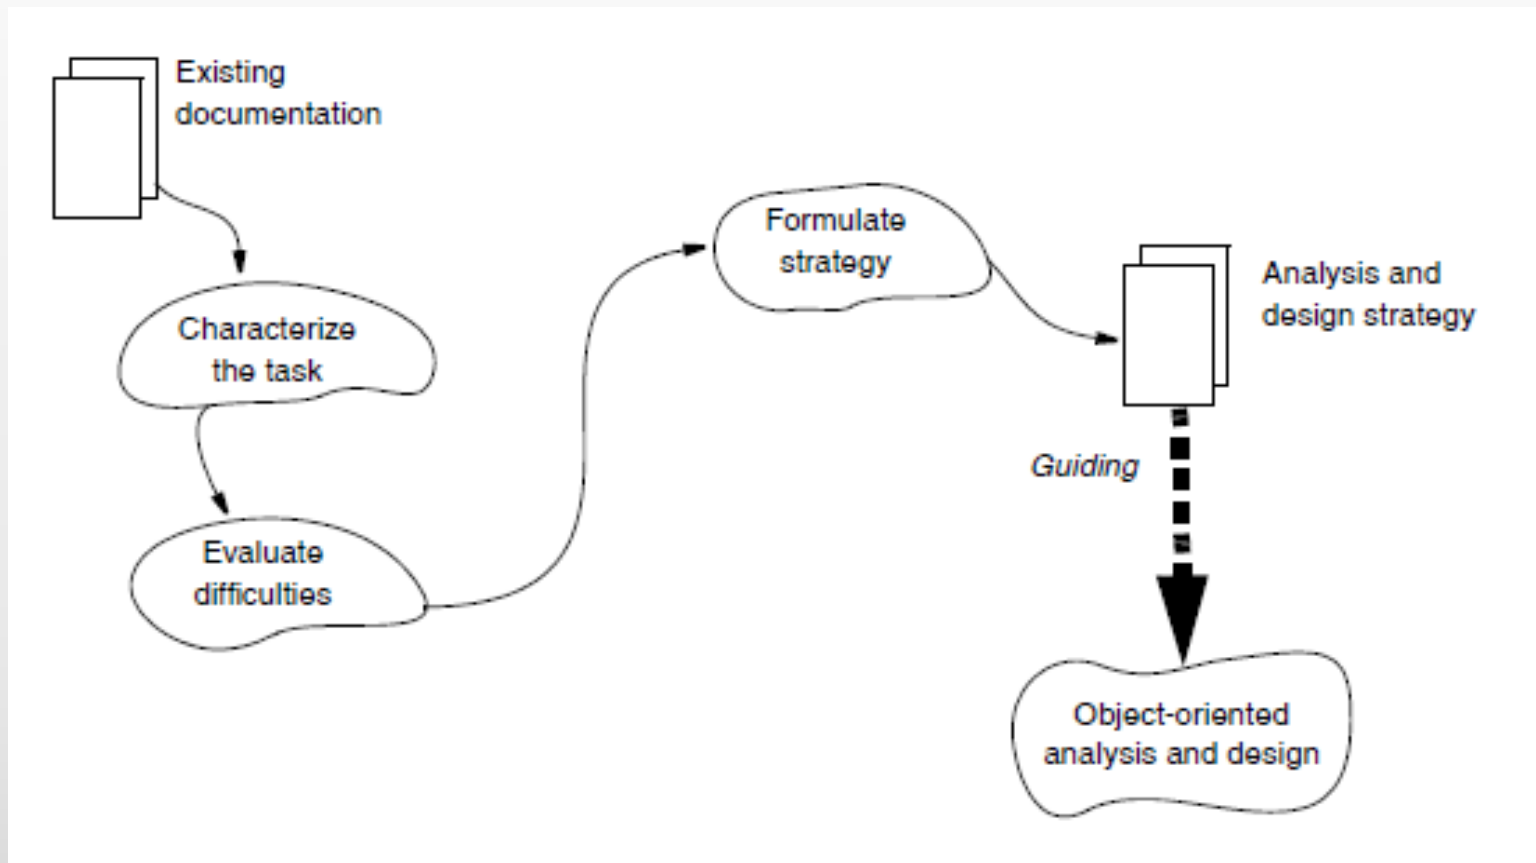 Existing
documentation
Characterize
the task
Evaluate
difficulties
Formulate
strategy
Analysis and
design strategy
Guiding
Object-oriented
analysis and design